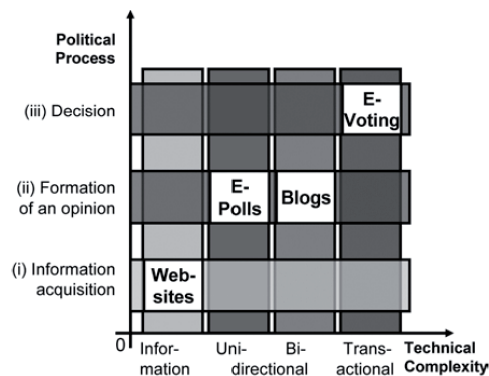 Political
Process
(iii) Decision
E-
Voting
(ii) Formation
of an opinion
E-
Polls
Blogs
(i) Information
acquisition
Web-
sites
0
Infor-
mation
Uni-
Bi-
directional
Trans-
actional
Technical
Complexity